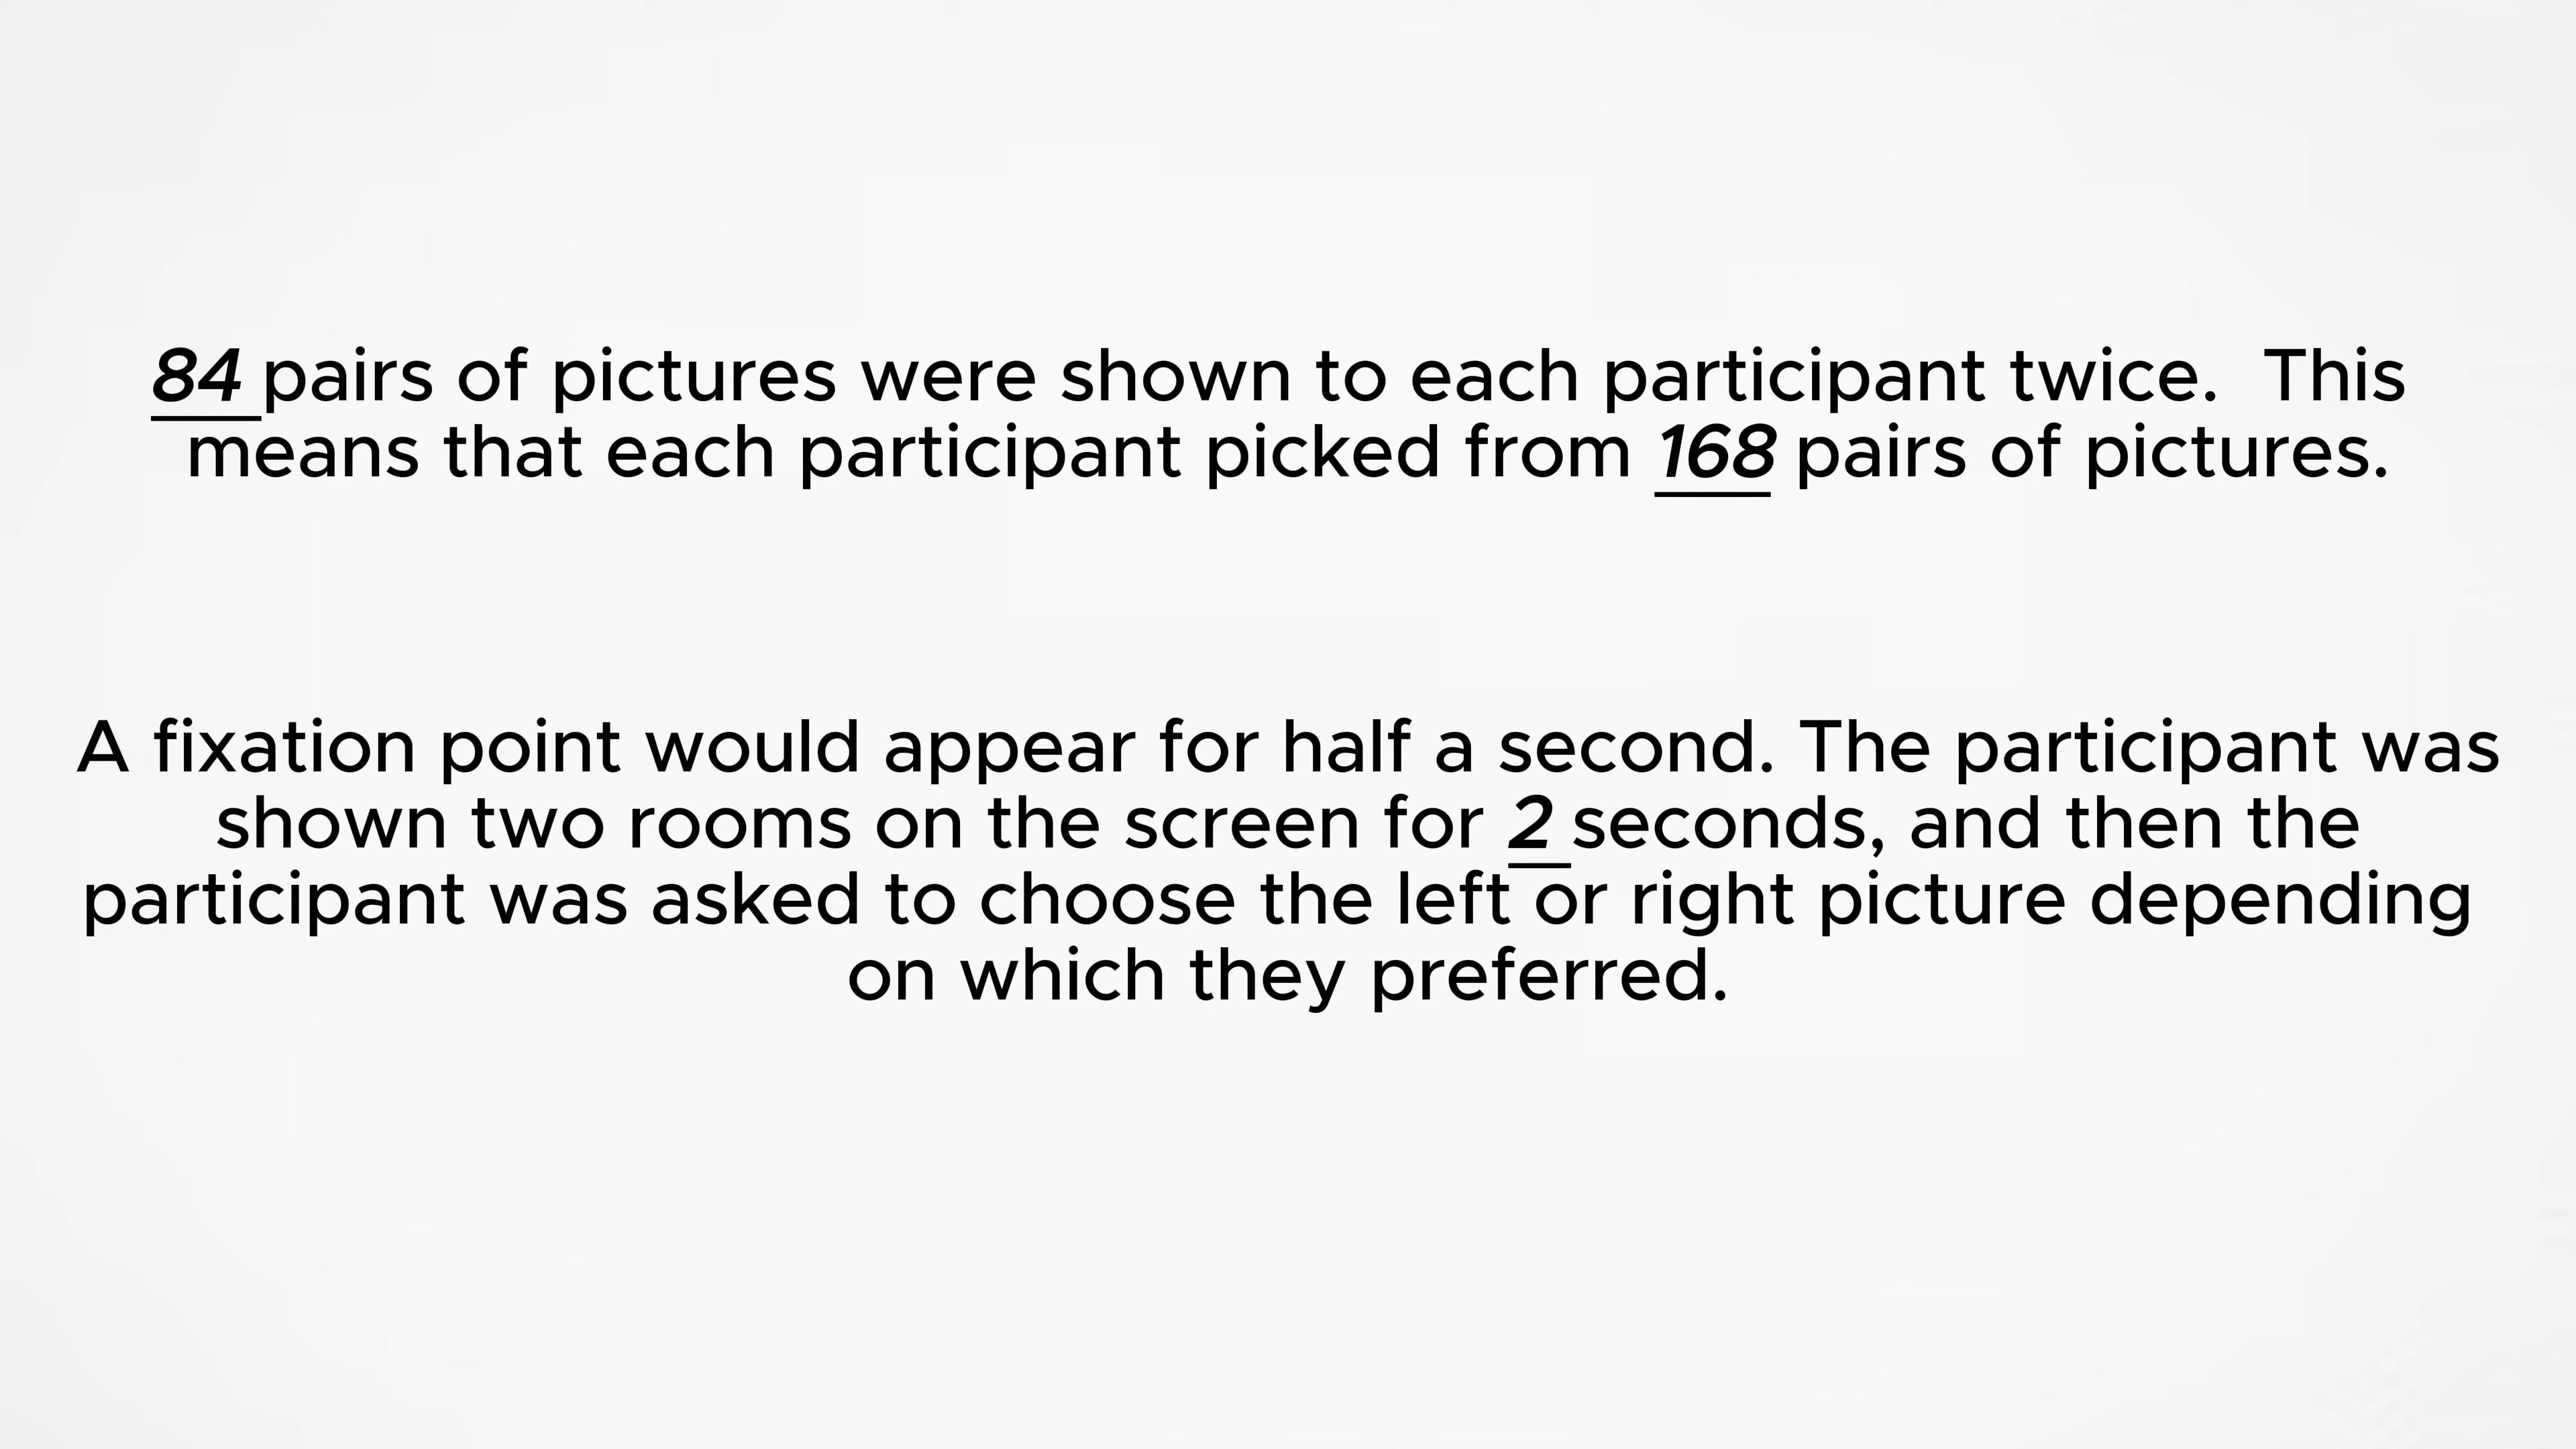 84 pairs of pictures were shown to each participant twice.  This
means that each participant picked from 168 pairs of pictures.
A fixation point would appear for half a second. The participant was
shown two rooms on the screen for 2 seconds, and then the
participant was asked to choose the left or right picture depending
on which they preferred.